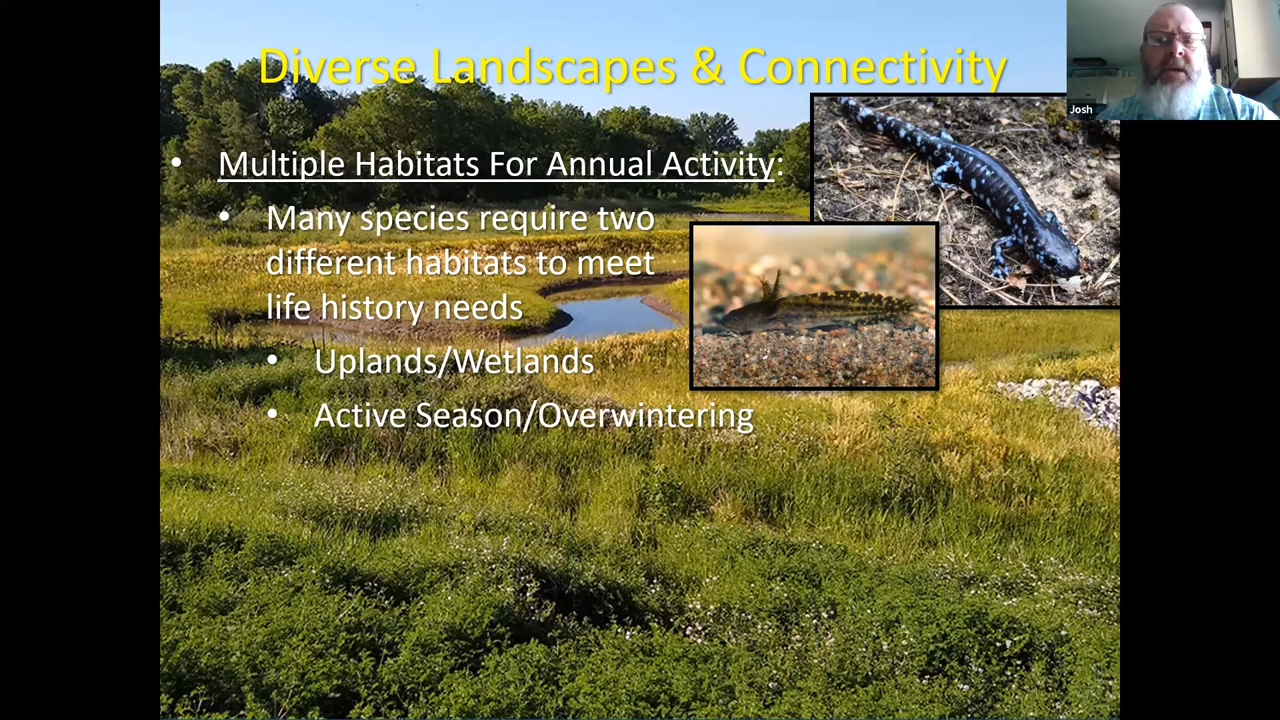 Diverse Landscapes & Connectivity
Josh
• Multiple Habitats For Annual Activity:
• Many species require two
different habitats to meet
life history needs
• Uplands/Wetlands
• Active Season/Overwintering